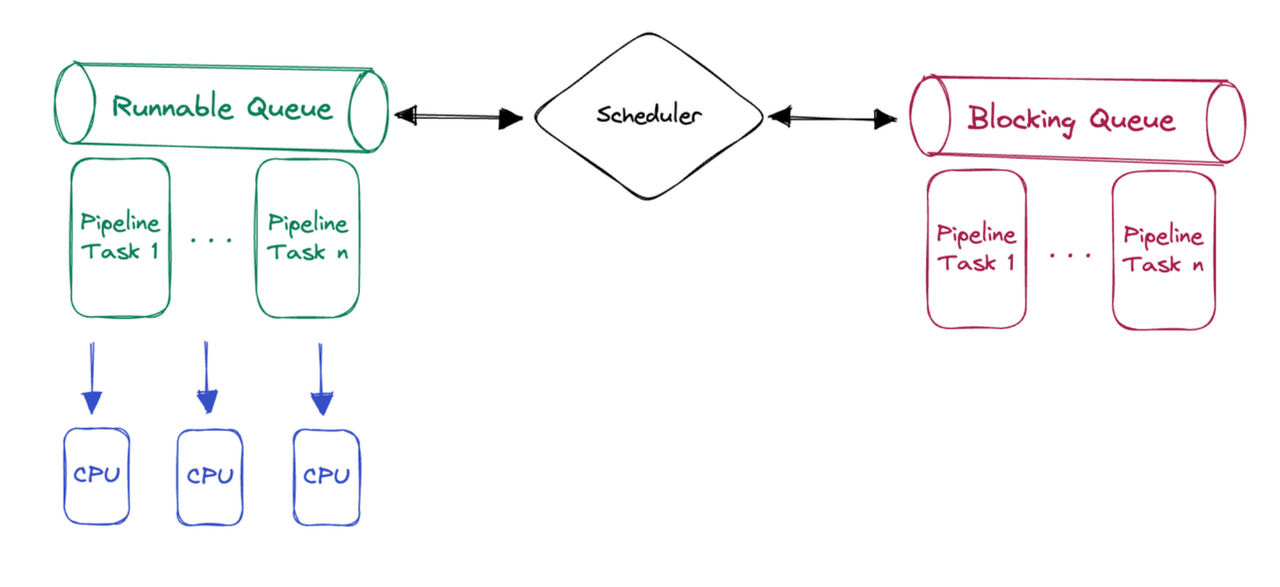 Runnable Queue
Scheduler
Blocking Queue
Pipeline
Task 1
. . .
Pipeline
Task n
Pipeline
Task 1
. . .
Pipeline
Task n
CPU
CPU
CPU